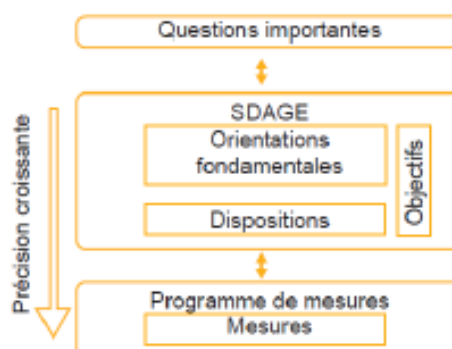 Questions importantes
SDAGE
Orientations
fondamentales
Dispositions
Objectifs
Précision croissante
Programme de mesures
Mesures